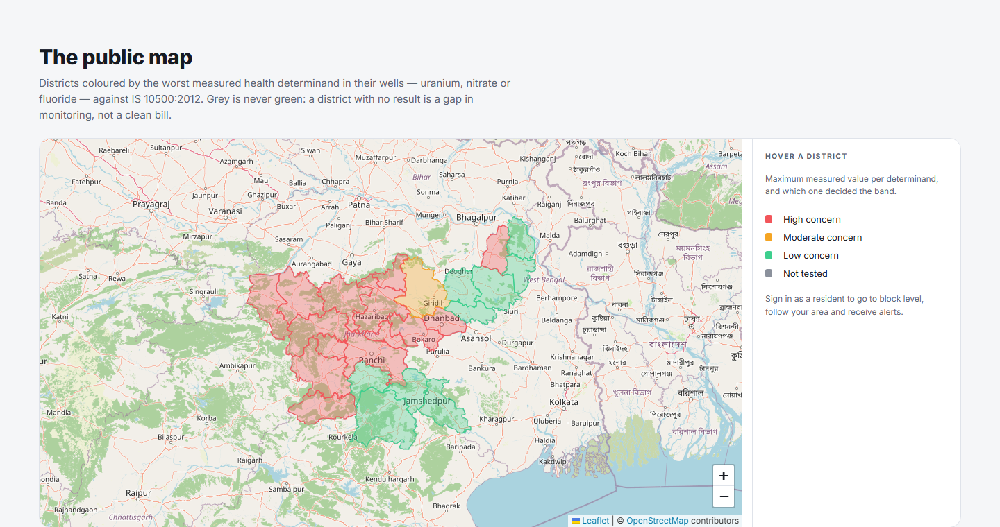 The public map
Districts coloured by the worst measured health determinand in their wells — uranium, nitrate or
fluoride — against IS 10500:2012. Grey is never green: a district with no result is a gap in
monitoring, not a clean bill.
Raebareli
Sultanpur
Siwan
Muzaffarpur
Darbhanga
Kishanganj
পঞ্চগড়
বোদা
Koch Bihar
Barpeta
Azamgarh
ঠাকুরগাঁও
লালমনিরহাট
Assam
Fatehpur
Mau
Ballia
Chhapra
Bihar
Saharsa
Purnia
রংপুর বিভাগ
Jaunpur
Ghazipur
Sonma
Katihar
Meg
Banda
Prayagraj
Varanasi
Buxar
Arrah
Patna
Munger
Bhagalpur
Raiganj
দিনাজপুর
গাইবান্ধা
Paliganj
Bihar Sharif
Balurghat
Mirzapur
Sasaram
Malda
শেরপুর
বগুড়া
ময়মনসিংহ
বিভাগ
Aurangabad
Gaya
Adamdighi
Satna
Rewa
Deoghar
West Bengal
রাজশাহী
বিভাগ
সিরাজগঞ্জ
Singrauli
কিশোরগঞ্জ
Giridih
Berhampore
পাবনা
টাঙ্গাইল
ব্রাহ্মণবা
Katni
Hazaribagh
Dhanbad
Suri
Beldanga
কুষ্টিয়া
মানিকগঞ্জ
ঢাকা
চুয়াডাঙ্গা
বিশনন্দী
Jharkhand
Bokaro
Asansol
Durgapur
নারায়ণগঞ্জ
Purulia
ঝিনাইদহ
বাংলাদেশ
ur
Ambikapur
Ranchi
Bankura
Bardhaman
Krishnanagar
যশোর
মাদারীপুর
চাঁদপুর
কুমি
Ranaghat
গোপালগঞ্জ
Bhatpara
খুলনা বিভাগ
বরিশাল
নোয়াখ
Jamshedpur
Kolkata
Mandla
Korba
Kharagpur
Uluberia
Baruipur
পিরোজপুর
Bilaspur
Rourkela
Haldia
বরিশাল বিভাগ
Raigarh
Baripada
Kakdwip
Gondia
Kendujhargarh
Raipur
Sambalpur
Rajnandgaon
Chhattisgarh
Bhadrak
+
−
Leaflet | © OpenStreetMap contributors
HOVER A DISTRICT
Maximum measured value per determinand,
and which one decided the band.
High concern
Moderate concern
Low concern
Not tested
Sign in as a resident to go to block level,
follow your area and receive alerts.